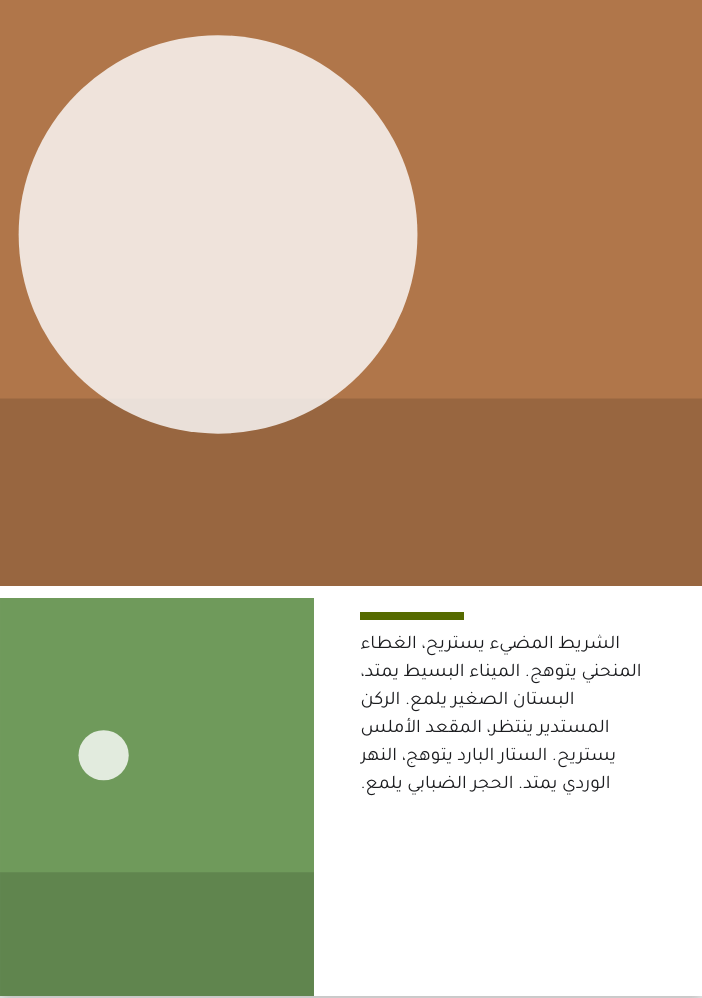 الشريط المضيء يستريح، الغطاء
المنحني يتوهج. الميناء البسيط يمتد،
البستان الصغير يلمع. الركن
المستدير ينتظر، المقعد الأملس
يستريح. الستار البارد يتوهج، النهر
الوردي يمتد. الحجر الضبابي يلمع.